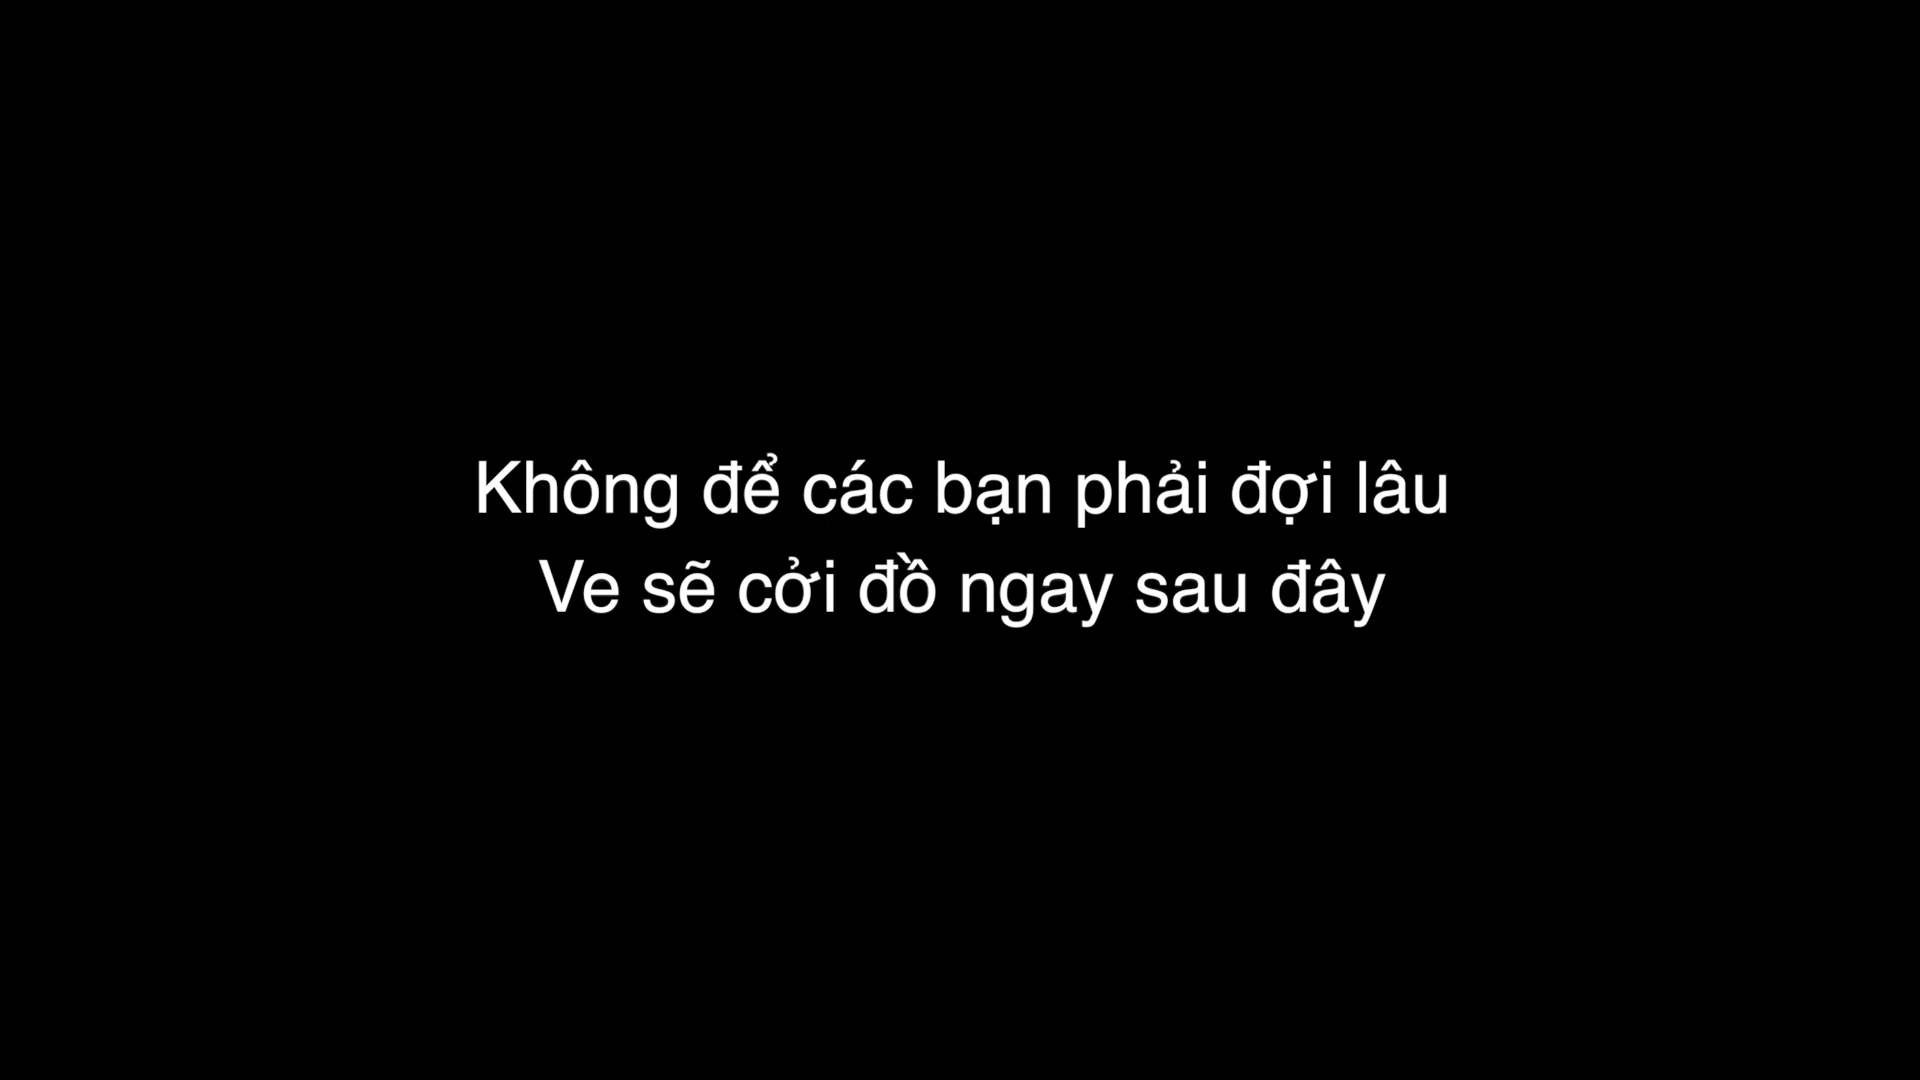 Không để các bạn phải đợi lâu
Ve sẽ cởi đồ ngay sau đây